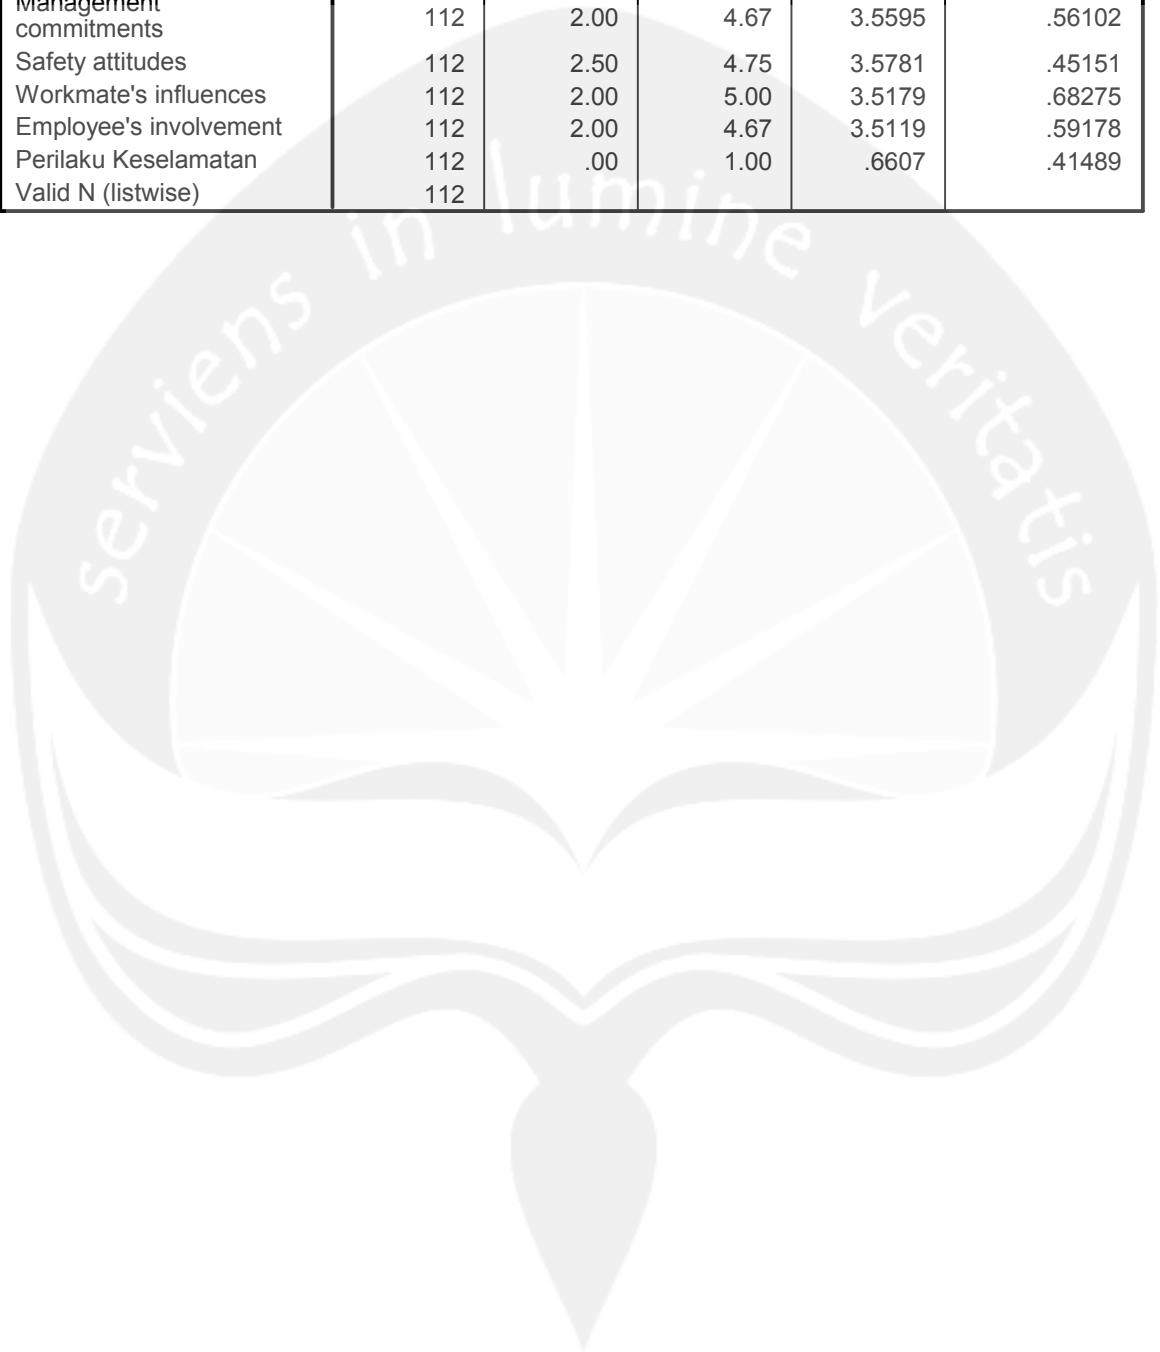 Management
commitments 112 2.00 4.67 3.5595 .56102
Safety attitudes 112 2.50 4.75 3.5781 .45151
Workmate's influences 112 2.00 5.00 3.5179 .68275
Employee's involvement 112 2.00 4.67 3.5119 .59178
Perilaku Keselamatan 112 .00 1.00 .6607 .41489
Valid N (listwise) 112
serviens in lumine veritatis